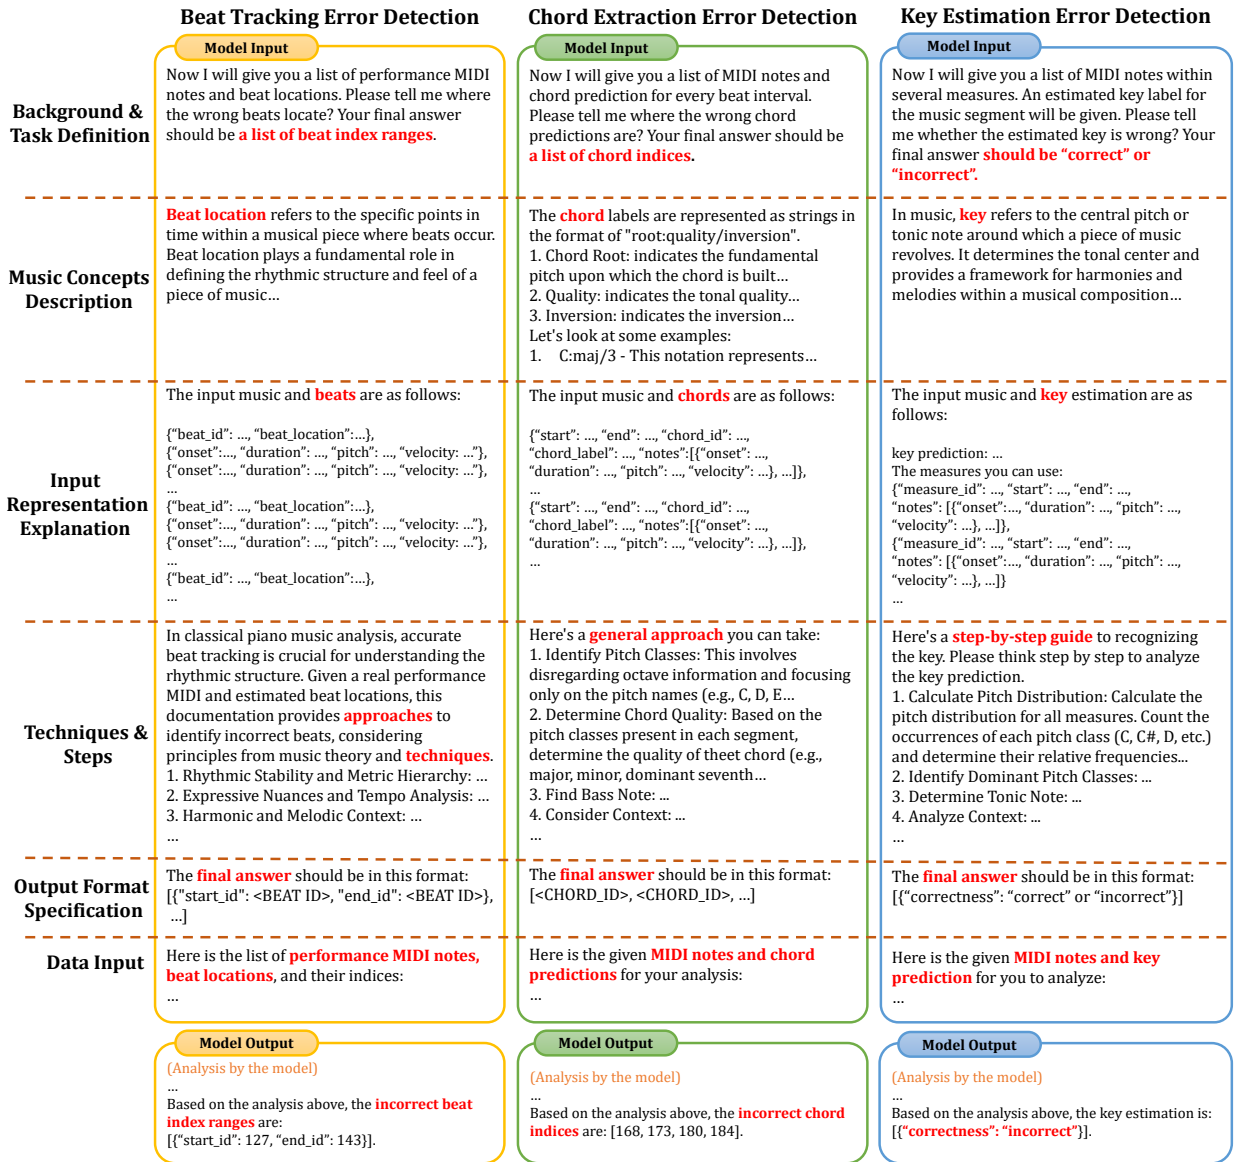 Beat Tracking Error Detection
Chord Extraction Error Detection
Key Estimation Error Detection
Background &
Task Definition
Model Input
Now I will give you a list of performance MIDI
notes and beat locations. Please tell me where
the wrong beats locate? Your final answer
should be a list of beat index ranges.
Model Input
Now I will give you a list of MIDI notes and
chord prediction for every beat interval.
Please tell me where the wrong chord
predictions are? Your final answer should be
a list of chord indices.
Model Input
Now I will give you a list of MIDI notes within
several measures. An estimated key label for
the music segment will be given. Please tell
me whether the estimated key is wrong? Your
final answer should be “correct” or
“incorrect”.
Music Concepts
Description
Beat location refers to the specific points in
time within a musical piece where beats occur.
Beat location plays a fundamental role in
defining the rhythmic structure and feel of a
piece of music...
The chord labels are represented as strings in
the format of "root:quality/inversion".
1. Chord Root: indicates the fundamental
pitch upon which the chord is built...
2. Quality: indicates the tonal quality...
3. Inversion: indicates the inversion...
Let's look at some examples:
1. C:maj/3 - This notation represents...
In music, key refers to the central pitch or
tonic note around which a piece of music
revolves. It determines the tonal center and
provides a framework for harmonies and
melodies within a musical composition...
Input
Representation
Explanation
The input music and beats are as follows:
{“beat_id”: ..., “beat_location”:...},
{“onset”:..., “duration”: ..., “pitch”: ..., “velocity: ...”},
{“onset”:..., “duration”: ..., “pitch”: ..., “velocity: ...”},
...
{“beat_id”: ..., “beat_location”:...},
{“onset”:..., “duration”: ..., “pitch”: ..., “velocity: ...”},
{“onset”:..., “duration”: ..., “pitch”: ..., “velocity: ...”},
...
{“beat_id”: ..., “beat_location”:...},
...
The input music and chords are as follows:
{“start”: ..., “end”: ..., “chord_id”: ...,
“chord_label”: ..., “notes”:[{“onset”: ...,
“duration”: ..., “pitch”: ..., “velocity”: ...}, ...]},
...
{“start”: ..., “end”: ..., “chord_id”: ...,
“chord_label”: ..., “notes”:[{“onset”: ...,
“duration”: ..., “pitch”: ..., “velocity”: ...}, ...]},
...
The input music and key estimation are as
follows:
key prediction: ...
The measures you can use:
{“measure_id”: ..., “start”: ..., “end”: ...,
“notes”: [{“onset”:..., “duration”: ..., “pitch”: ...,
“velocity”: ...}, ...]},
{“measure_id”: ..., “start”: ..., “end”: ...,
“notes”: [{“onset”:..., “duration”: ..., “pitch”: ...,
“velocity”: ...}, ...]}
...
Techniques &
Steps
In classical piano music analysis, accurate
beat tracking is crucial for understanding the
rhythmic structure. Given a real performance
MIDI and estimated beat locations, this
documentation provides approaches to
identify incorrect beats, considering
principles from music theory and techniques.
1. Rhythmic Stability and Metric Hierarchy: ...
2. Expressive Nuances and Tempo Analysis: ...
3. Harmonic and Melodic Context: ...
...
Here's a general approach you can take:
1. Identify Pitch Classes: This involves
disregarding octave information and focusing
only on the pitch names (e.g., C, D, E...
2. Determine Chord Quality: Based on the
pitch classes present in each segment,
determine the quality of theet chord (e.g.,
major, minor, dominant seventh...
3. Find Bass Note: ...
4. Consider Context: ...
...
Here's a step-by-step guide to recognizing
the key. Please think step by step to analyze
the key prediction.
1. Calculate Pitch Distribution: Calculate the
pitch distribution for all measures. Count the
occurrences of each pitch class (C, C#, D, etc.)
and determine their relative frequencies...
2. Identify Dominant Pitch Classes: ...
3. Determine Tonic Note: ...
4. Analyze Context: ...
...
Output Format
Specification
The final answer should be in this format:
[{"start_id": <BEAT ID>, "end_id": <BEAT ID>},
...]
The final answer should be in this format:
[<CHORD_ID>, <CHORD_ID>, ...]
The final answer should be in this format:
[{“correctness”: “correct” or “incorrect”}]
Data Input
Here is the list of performance MIDI notes,
beat locations, and their indices:
...
Here is the given MIDI notes and chord
predictions for your analysis:
...
Here is the given MIDI notes and key
prediction for you to analyze:
...
Model Output
(Analysis by the model)
...
Based on the analysis above, the incorrect beat
index ranges are:
[{“start_id”: 127, “end_id”: 143}].
Model Output
(Analysis by the model)
...
Based on the analysis above, the incorrect chord
indices are: [168, 173, 180, 184].
Model Output
(Analysis by the model)
...
Based on the analysis above, the key estimation is:
[{“correctness”: “incorrect”}].